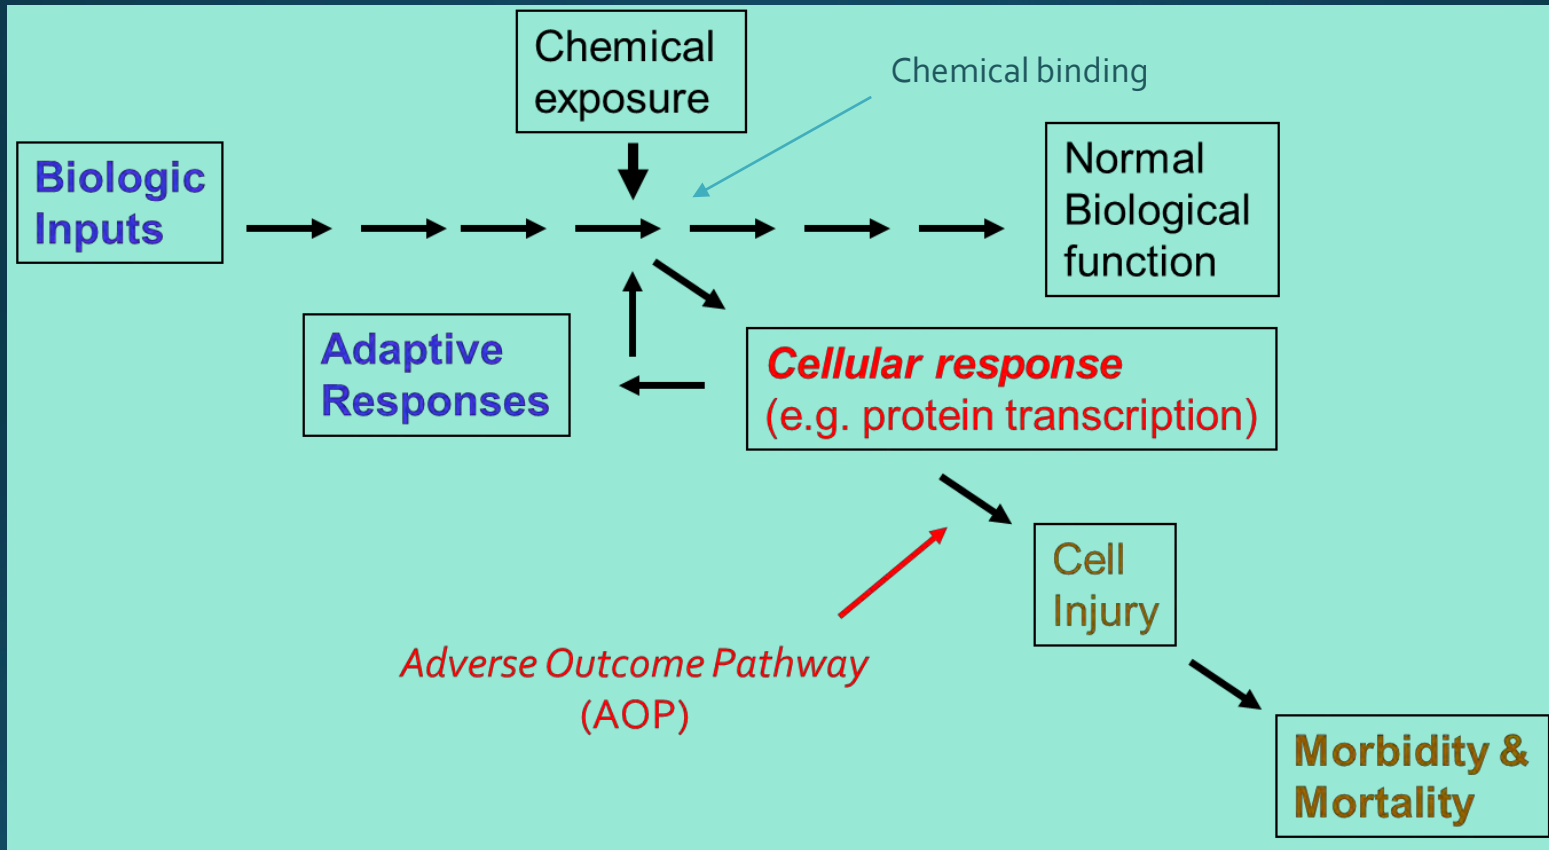 Chemical
exposure
Chemical binding
Biologic
Inputs
Normal
Biological
function
Adaptive
Responses
Cellular response
(e.g. protein transcription)
Cell
Injury
Adverse Outcome Pathway
(AOP)
Morbidity &
Mortality